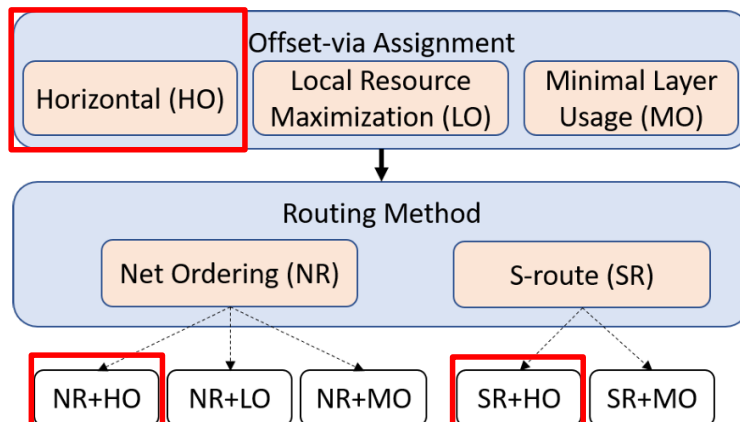 Offset-via Assignment
Horizontal (HO)
Local Resource
Maximization (LO)
Minimal Layer
Usage (MO)
Routing Method
Net Ordering (NR)
S-route (SR)
NR+HO
NR+LO
NR+MO
SR+HO
SR+MO